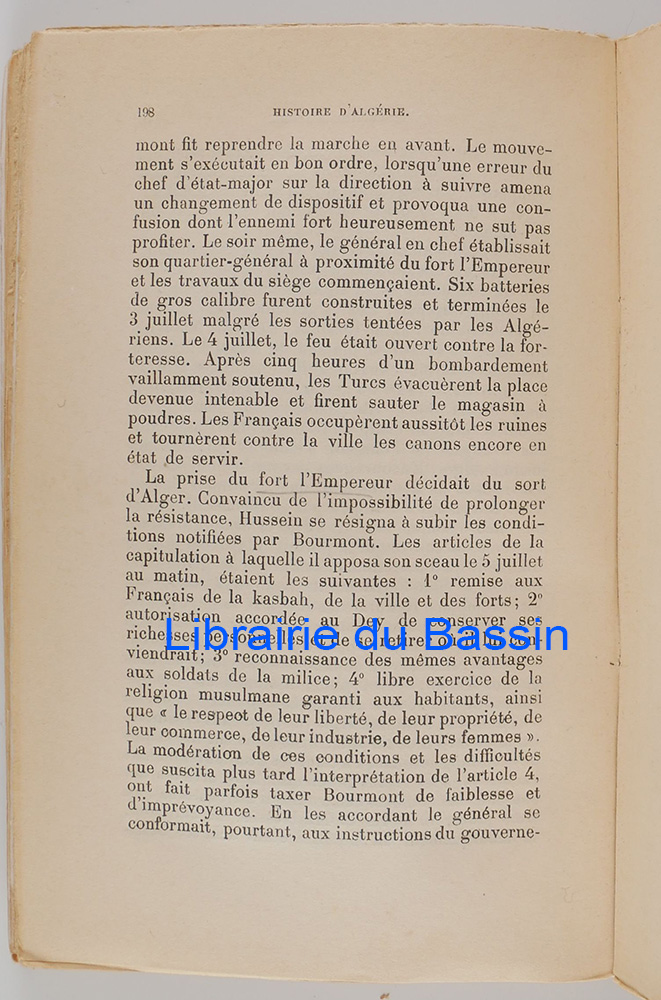 198 HISTOIRE D'ALGÉRIE.
mont fit reprendre la marche en avant. Le mouve-
ment s'exécutait en bon ordre, lorsqu'une erreur du
chef d'état-major sur la direction à suivre amena
un changement de dispositif et provoqua une con-
fusion dont l'ennemi fort heureusement ne sut pas
profiter. Le soir même, le général en chef établissait
son quartier-général à proximité du fort l'Empereur
et les travaux du siège commençaient. Six batteries
de gros calibre furent construites et terminées le
3 juillet malgré les sorties tentées par les Algé-
riens. Le 4 juillet, le feu était ouvert contre la for-
teresse. Après cinq heures d'un bombardement
vaillamment soutenu, les Turcs évacuèrent la place
devenue intenable et firent sauter le magasin à
poudres. Les Français occupèrent aussitôt les ruines
et tournèrent contre la ville les canons encore en
état de servir.
La prise du fort l'Empereur décidait du sort
d'Alger. Convaincu de l'impossibilité de prolonger
la résistance, Hussein se résigna à subir les condi-
tions notifiées par Bourmont. Les articles de la
capitulation à laquelle il apposa son sceau le 5 juillet
au matin, étaient les suivantes : 1° remise aux
Français de la kasbah, de la ville et des forts; 2°
autorisation accordée au Dey de conserver ses
richesses personnelles et de se retirer où il lui con-
Librairie du Bassin
viendrait; 3° reconnaissance des mêmes avantages
aux soldats de la milice; 4° libre exercice de la
religion musulmane garanti aux habitants, ainsi
que « le respect de leur liberté, de leur propriété, de
leur commerce, de leur industrie, de leurs femmes ».
La modération de ces conditions et les difficultés
que suscita plus tard l'interprétation de l'article 4,
ont fait parfois taxer Bourmont de faiblesse et
d'imprévoyance. En les accordant le général se
conformait, pourtant, aux instructions du gouverne-